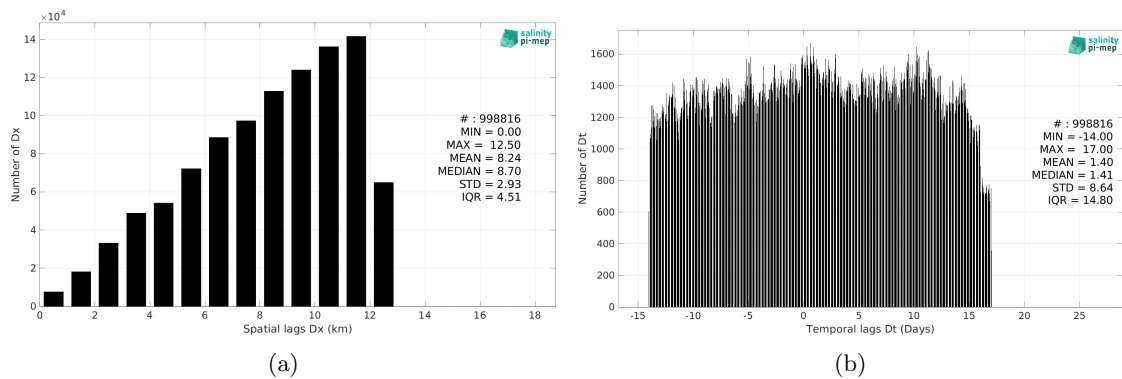 ×10⁴
14
12
10
8
6
4
2
0
Number of Dx
0 2 4 6 8 10 12 14 16 18
Spatial lags Dx (km)
salinity
pi-mep
# : 998816
MIN = 0.00
MAX = 12.50
MEAN = 8.24
MEDIAN = 8.70
STD = 2.93
IQR = 4.51
(a)
1600
1400
1200
1000
800
600
400
200
0
Number of Dt
-15 -10 -5 0 5 10 15 20 25
Temporal lags Dt (Days)
salinity
pi-mep
# : 998816
MIN = -14.00
MAX = 17.00
MEAN = 1.40
MEDIAN = 1.41
STD = 8.64
IQR = 14.80
(b)